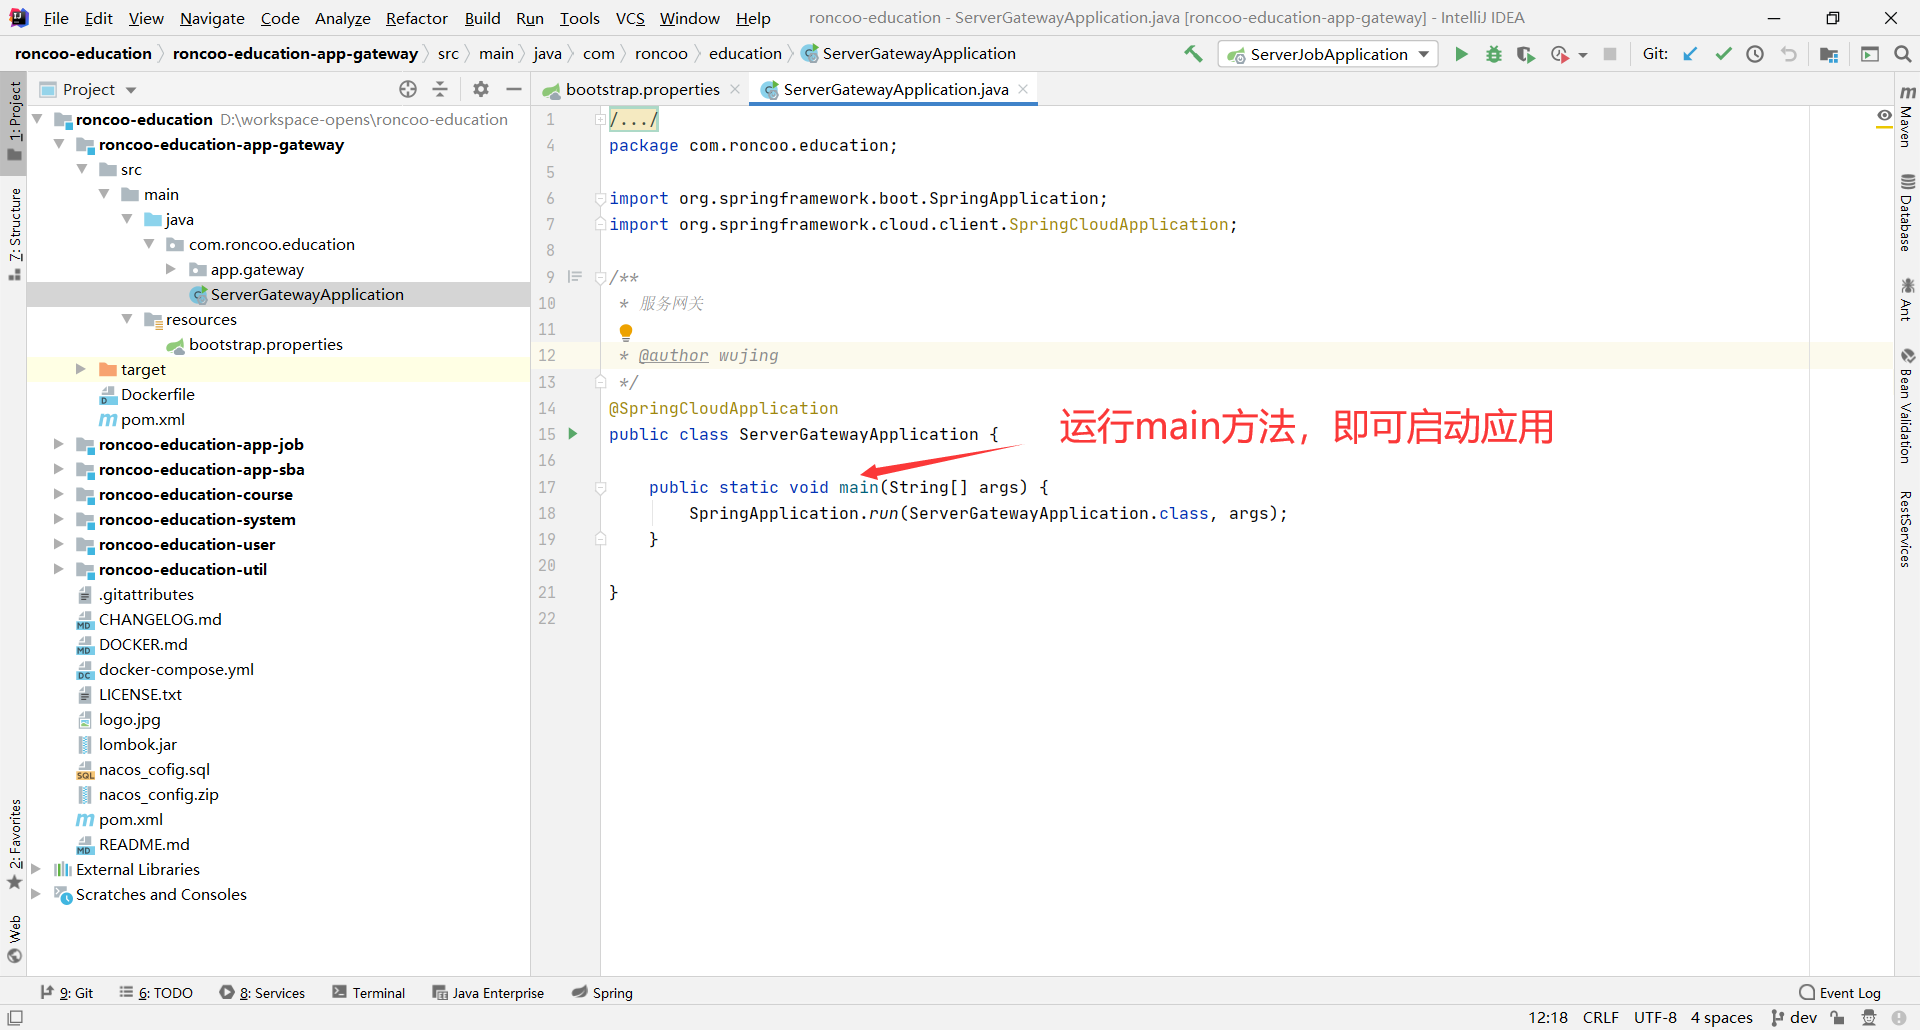 File Edit View Navigate Code Analyze Refactor Build Run Tools VCS Window Help roncoo-education - ServerGatewayApplication.java [roncoo-education-app-gateway] - IntelliJ IDEA
roncoo-education roncoo-education-app-gateway src main java com roncoo education ServerGatewayApplication ServerJobApplication Git:
Project
bootstrap.properties ServerGatewayApplication.java
1: Project
7: Structure
2: Favorites
Web
roncoo-education D:\workspace-opens\roncoo-education
roncoo-education-app-gateway
src
main
java
com.roncoo.education
app.gateway
ServerGatewayApplication
resources
bootstrap.properties
target
Dockerfile
pom.xml
roncoo-education-app-job
roncoo-education-app-sba
roncoo-education-course
roncoo-education-system
roncoo-education-user
roncoo-education-util
.gitattributes
CHANGELOG.md
DOCKER.md
docker-compose.yml
LICENSE.txt
logo.jpg
lombok.jar
nacos_cofig.sql
nacos_config.zip
pom.xml
README.md
External Libraries
Scratches and Consoles
1 /.../
4 package com.roncoo.education;
5
6 import org.springframework.boot.SpringApplication;
7 import org.springframework.cloud.client.SpringCloudApplication;
8
9 /**
10 * 服务网关
11
12 * @author wujing
13 */
14 @SpringCloudApplication
15 public class ServerGatewayApplication {
16
17 public static void main(String[] args) {
18 SpringApplication.run(ServerGatewayApplication.class, args);
19 }
20
21 }
22
运行main方法，即可启动应用
Maven
Database
Ant
Bean Validation
RestServices
9: Git 6: TODO 8: Services Terminal Java Enterprise Spring Event Log
12:18 CRLF UTF-8 4 spaces dev